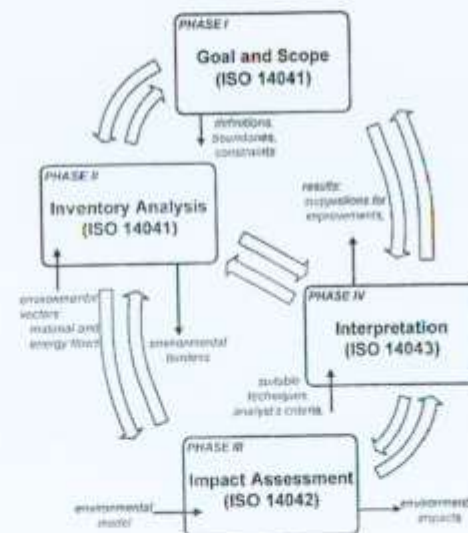 PHASE I
Goal and Scope
(ISO 14041)
definitions,
boundaries,
constraints
PHASE II
Inventory Analysis
(ISO 14041)
results:
suggestions for
improvements,
environmental
vectors
material and
energy flows
environmental
burdens
PHASE IV
Interpretation
(ISO 14043)
suitable
techniques
analyst's criteria,
PHASE III
Impact Assessment
(ISO 14042)
environmental
model
impacts